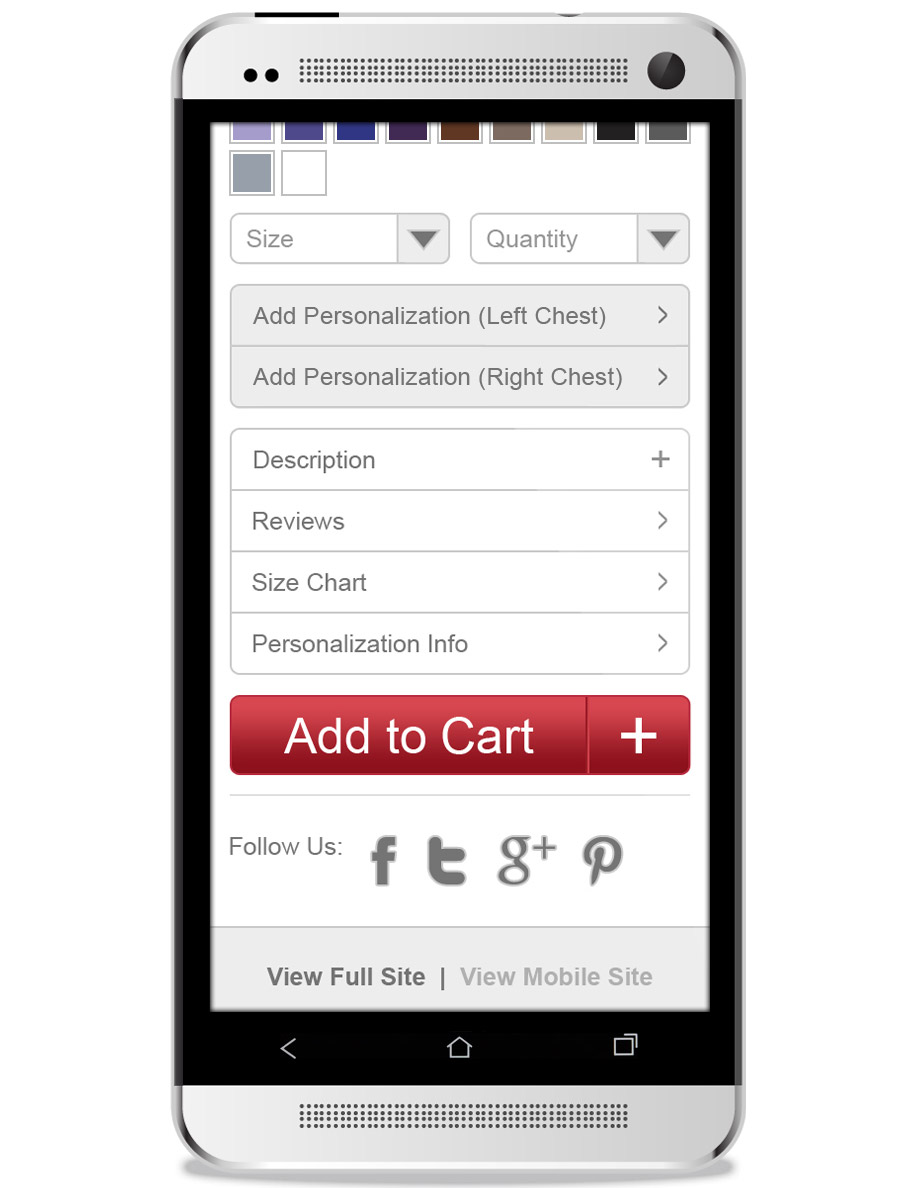 Size
Quantity
Add Personalization (Left Chest)
Add Personalization (Right Chest)
Description
Reviews
Size Chart
Personalization Info
Add to Cart
Follow Us:
View Full Site | View Mobile Site